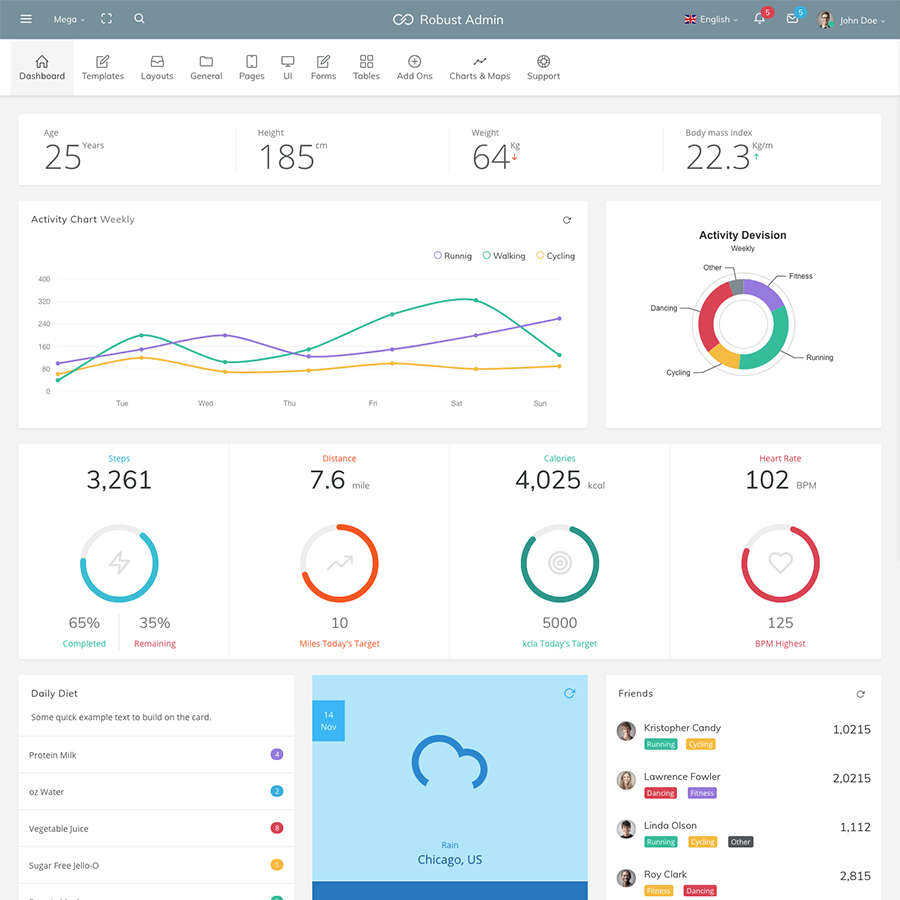 Mega
Robust Admin
English
5
5
John Doe
Dashboard
Templates
Layouts
General
Pages
UI
Forms
Tables
Add Ons
Charts & Maps
Support
Age
25 Years
Height
185 cm
Weight
64 Kg
Body mass index
22.3 Kg/m
Activity Chart Weekly
Runnig
Walking
Cycling
400
320
240
160
80
0
Tue
Wed
Thu
Fri
Sat
Sun
Activity Devision
Weekly
Other
Fitness
Dancing
Running
Cycling
Steps
3,261
65%
Completed
35%
Remaining
Distance
7.6 mile
10
Miles Today's Target
Calories
4,025 kcal
5000
kcla Today's Target
Heart Rate
102 BPM
125
BPM Highest
Daily Diet
Some quick example text to build on the card.
Protein Milk 4
oz Water 2
Vegetable Juice 8
Sugar Free Jello-O 1
14
Nov
Rain
Chicago, US
Friends
Kristopher Candy 1,0215
Running Cycling
Lawrence Fowler 2,0215
Dancing Fitness
Linda Olson 1,112
Running Cycling Other
Roy Clark 2,815
Fitness Dancing